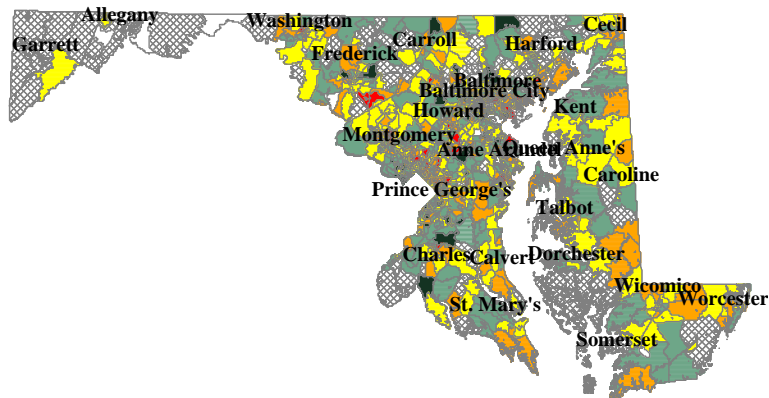 Allegany
Washington
Cecil
Garrett
Carroll
Harford
Frederick
Baltimore
Baltimore City
Kent
Howard
Montgomery
Anne Arundel
Queen Anne's
Caroline
Prince George's
Talbot
Charles
Calvert
Dorchester
Wicomico
Worcester
St. Mary's
Somerset